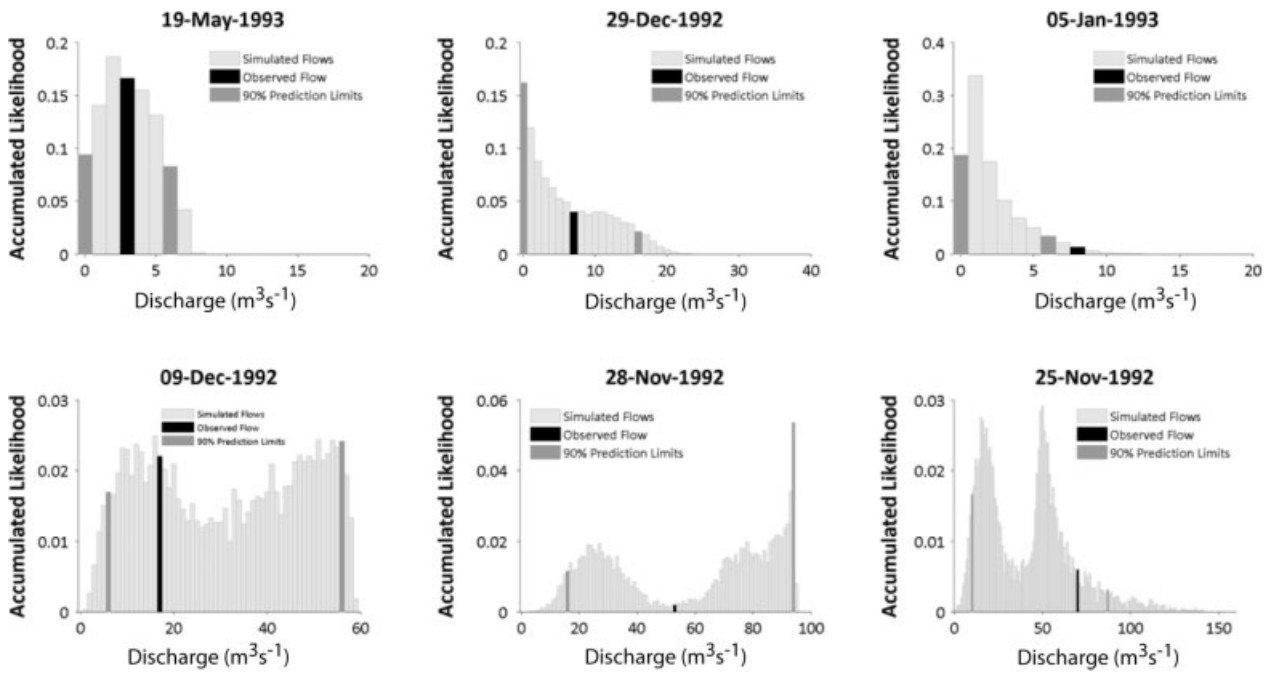 19-May-1993
Accumulated Likelihood
0.2
0.15
0.1
0.05
0
Simulated Flows
Observed Flow
90% Prediction Limits
0 5 10 15 20
Discharge (m³s⁻¹)
29-Dec-1992
Accumulated Likelihood
0.2
0.15
0.1
0.05
0
Simulated Flows
Observed Flow
90% Prediction Limits
0 10 20 30 40
Discharge (m³s⁻¹)
05-Jan-1993
Accumulated Likelihood
0.4
0.3
0.2
0.1
0
Simulated Flows
Observed Flow
90% Prediction Limits
0 5 10 15 20
Discharge (m³s⁻¹)
09-Dec-1992
Accumulated Likelihood
0.03
0.02
0.01
0
Simulated Flows
Observed Flow
90% Prediction Limits
0 20 40 60
Discharge (m³s⁻¹)
28-Nov-1992
Accumulated Likelihood
0.06
0.04
0.02
0
Simulated Flows
Observed Flow
90% Prediction Limits
0 20 40 60 80 100
Discharge (m³s⁻¹)
25-Nov-1992
Accumulated Likelihood
0.03
0.02
0.01
0
Simulated Flows
Observed Flow
90% Prediction Limits
0 50 100 150
Discharge (m³s⁻¹)